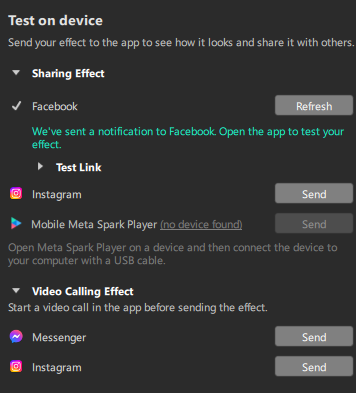 Test on device
Send your effect to the app to see how it looks and share it with others.
Sharing Effect
Facebook
Refresh
We've sent a notification to Facebook. Open the app to test your
effect.
Test Link
Instagram
Send
Mobile Meta Spark Player (no device found)
Send
Open Meta Spark Player on a device and then connect the device to
your computer with a USB cable.
Video Calling Effect
Start a video call in the app before sending the effect.
Messenger
Send
Instagram
Send